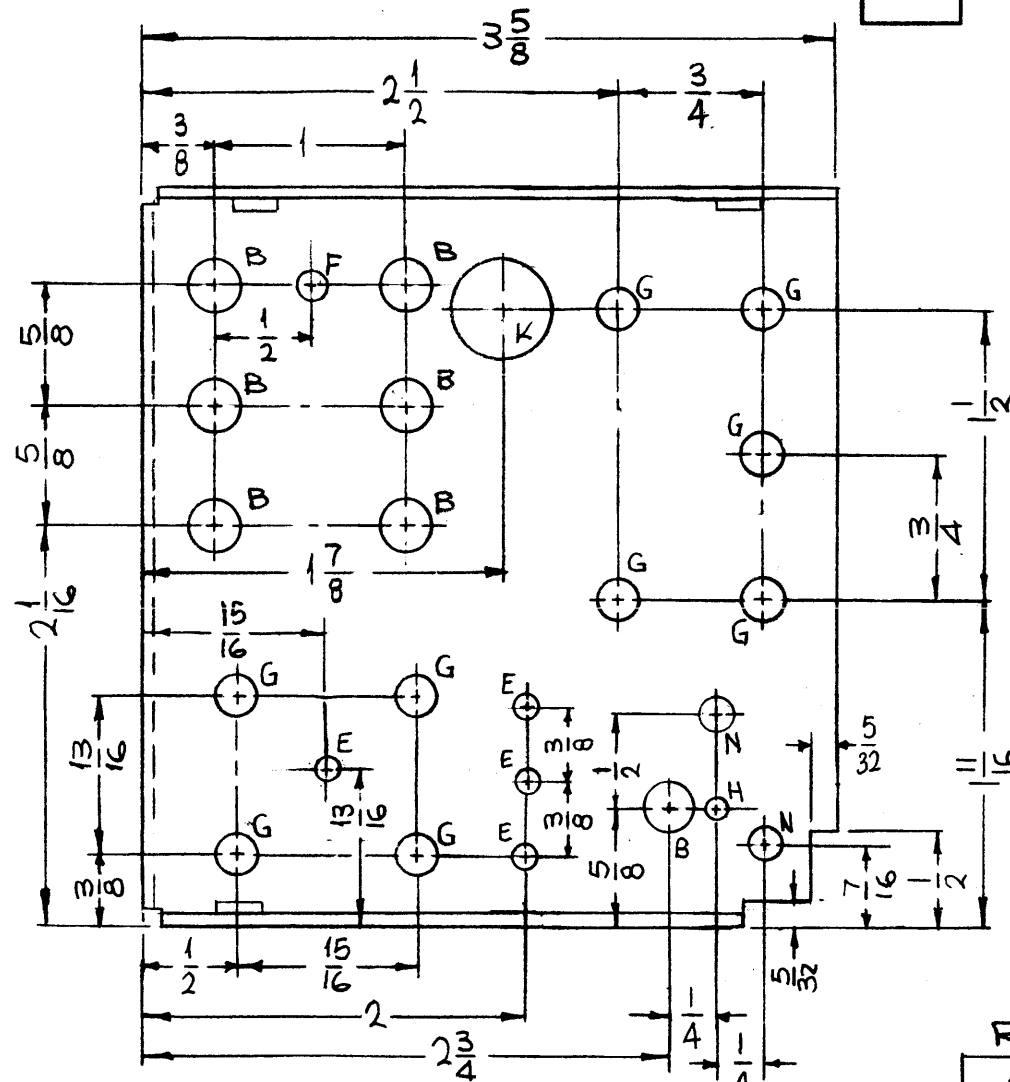 3 5/8
2 1/2 3/4
3/8 1
B F B
G G
5/8 1/2 K
1 1/2
B B
G
5/8 3/4
B B
1 7/8
G
2 1/16 G
15/16
G G E
N
13/16 E 3/8 1/2 5/32 1 11/16
E
13/16 H
3/8 N
G G E B
3/8 5/8 7/16 1/2
1/2 15/16 5/32
2 1/4
2 3/4 1/4